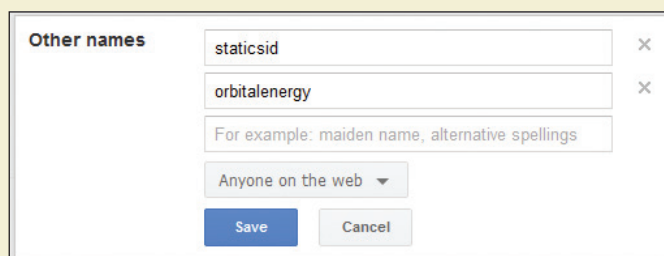 Other names
staticsid
orbitalenergy
For example: maiden name, alternative spellings
Anyone on the web
Save
Cancel